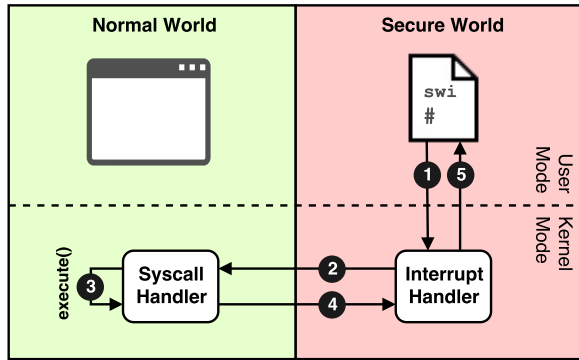 Normal World
Secure World
swi
#
1
5
User
Mode
Kernel
Mode
execute()
3
Syscall
Handler
2
4
Interrupt
Handler